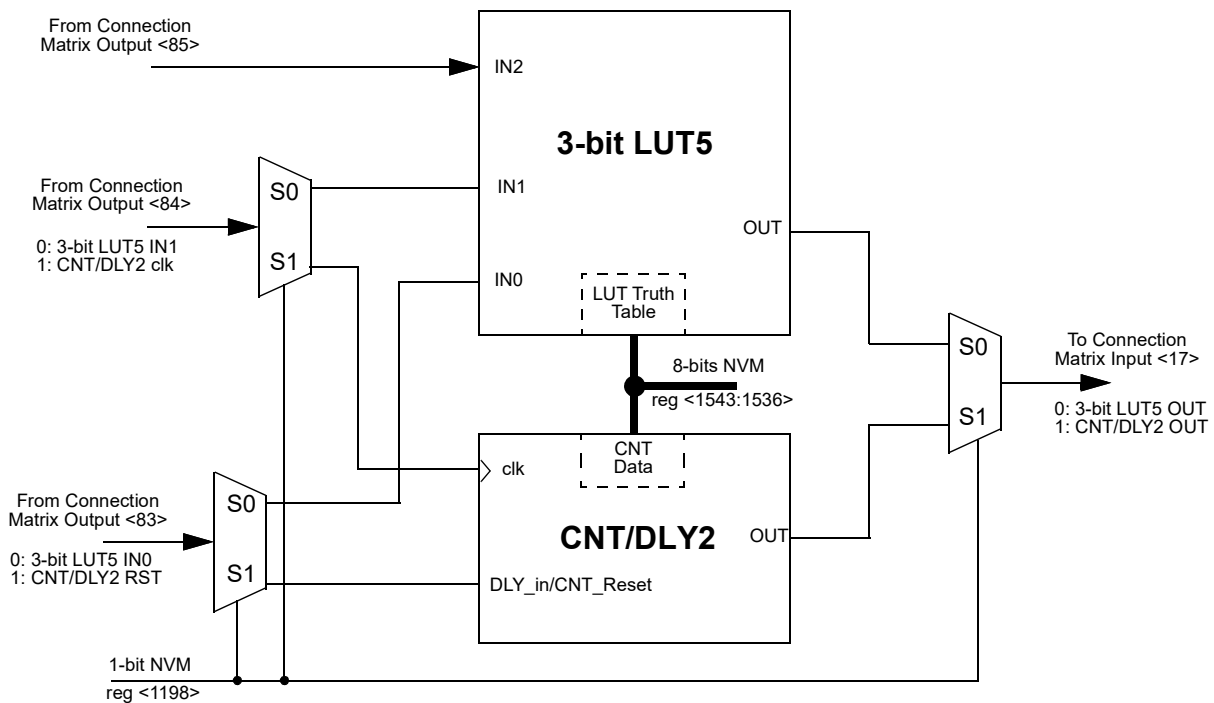 From Connection
Matrix Output <85>
IN2
3-bit LUT5
From Connection
Matrix Output <84>
0: 3-bit LUT5 IN1
1: CNT/DLY2 clk
S0
S1
IN1
IN0
OUT
LUT Truth
Table
8-bits NVM
reg <1543:1536>
S0
S1
To Connection
Matrix Input <17>
0: 3-bit LUT5 OUT
1: CNT/DLY2 OUT
CNT
Data
clk
CNT/DLY2
OUT
DLY_in/CNT_Reset
From Connection
Matrix Output <83>
0: 3-bit LUT5 IN0
1: CNT/DLY2 RST
S0
S1
1-bit NVM
reg <1198>